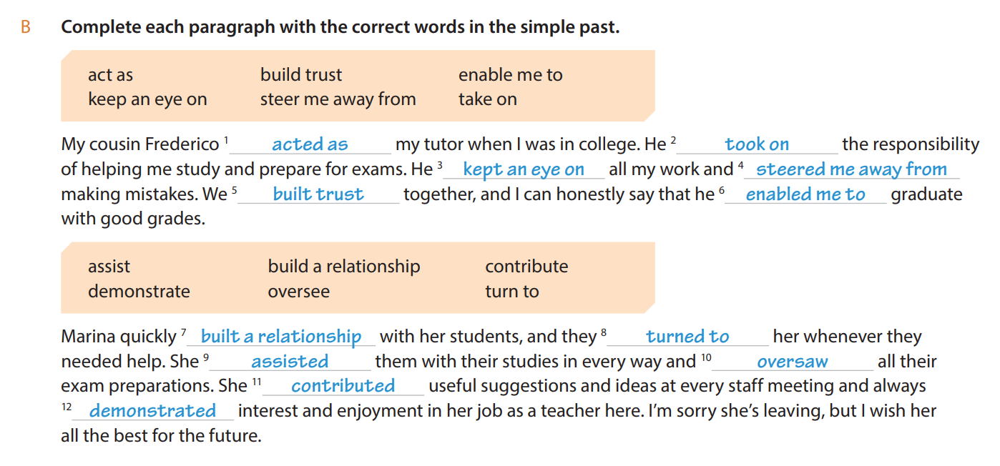 B Complete each paragraph with the correct words in the simple past.
act as build trust enable me to
keep an eye on steer me away from take on
My cousin Frederico 1 acted as my tutor when I was in college. He 2 took on the responsibility
of helping me study and prepare for exams. He 3 kept an eye on all my work and 4 steered me away from
making mistakes. We 5 built trust together, and I can honestly say that he 6 enabled me to graduate
with good grades.
assist build a relationship contribute
demonstrate oversee turn to
Marina quickly 7 built a relationship with her students, and they 8 turned to her whenever they
needed help. She 9 assisted them with their studies in every way and 10 oversaw all their
exam preparations. She 11 contributed useful suggestions and ideas at every staff meeting and always
12 demonstrated interest and enjoyment in her job as a teacher here. I'm sorry she's leaving, but I wish her
all the best for the future.